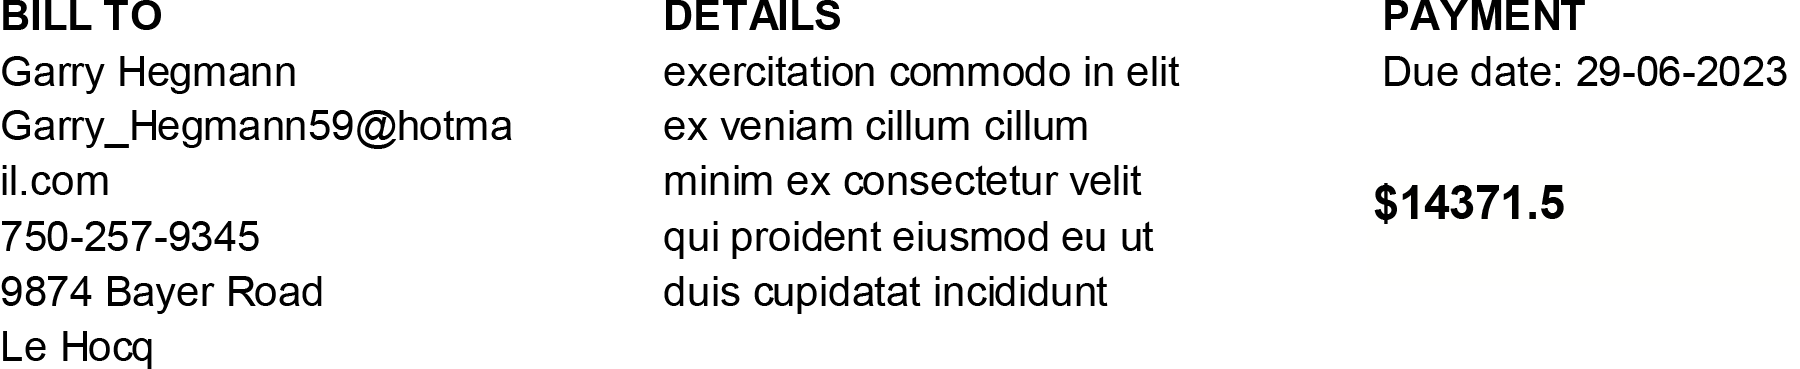 BILL TO
Garry Hegmann
Garry_Hegmann59@hotma
il.com
750-257-9345
9874 Bayer Road
Le Hocq
DETAILS
exercitation commodo in elit
ex veniam cillum cillum
minim ex consectetur velit
qui proident eiusmod eu ut
duis cupidatat incididunt
PAYMENT
Due date: 29-06-2023
$14371.5